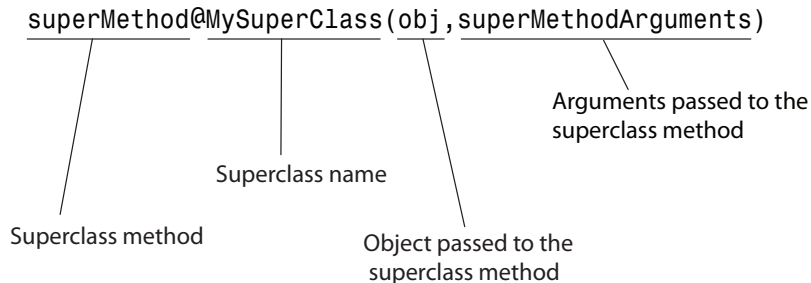 superMethod@MySuperClass(obj,superMethodArguments)
Arguments passed to the
superclass method
Superclass name
Superclass method
Object passed to the
superclass method